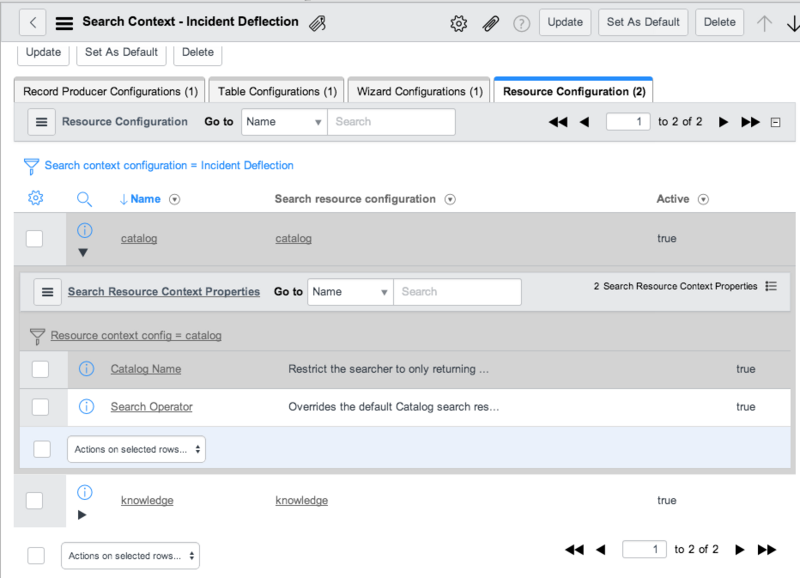 Search Context - Incident Deflection Update Set As Default Delete
Update Set As Default Delete
Record Producer Configurations (1) Table Configurations (1) Wizard Configurations (1) Resource Configuration (2)
Resource Configuration Go to Name Search 1 to 2 of 2
Search context configuration = Incident Deflection
Name Search resource configuration Active
catalog catalog true
Search Resource Context Properties Go to Name Search 2 Search Resource Context Properties
Resource context config = catalog
Catalog Name Restrict the searcher to only returning ... true
Search Operator Overrides the default Catalog search res... true
Actions on selected rows...
knowledge knowledge true
Actions on selected rows... 1 to 2 of 2